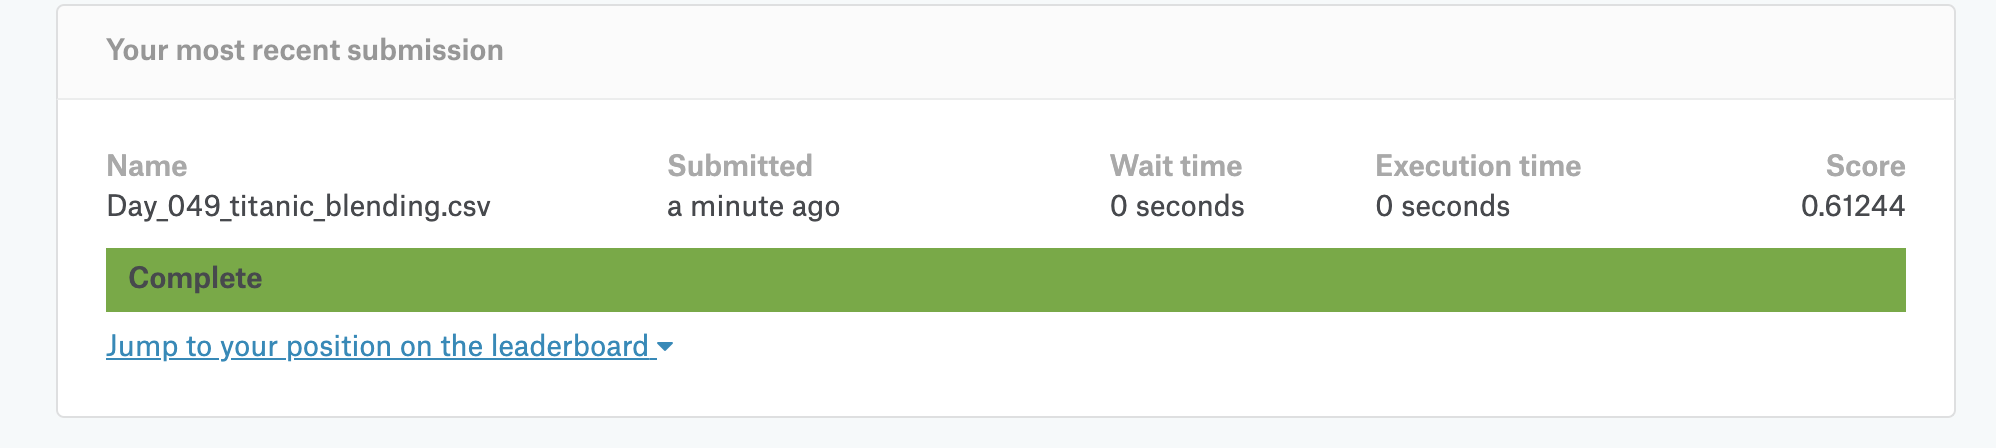 Your most recent submission
Name Submitted Wait time Execution time Score
Day_049_titanic_blending.csv a minute ago 0 seconds 0 seconds 0.61244
Complete
Jump to your position on the leaderboard